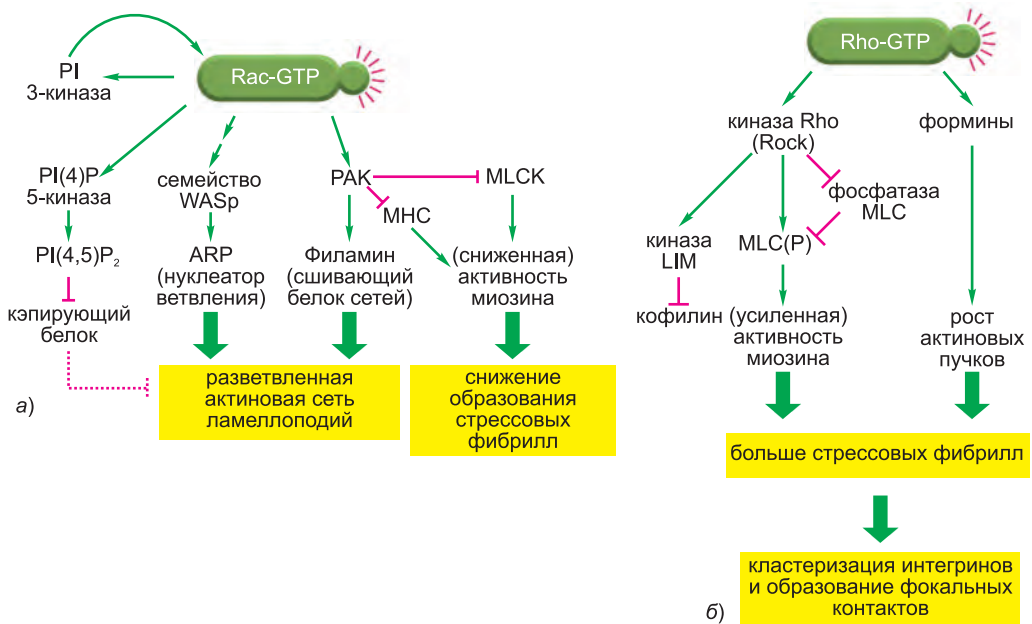 Rac-GTP
PI
3-киназа
PI(4)P
5-киназа
PI(4,5)P₂
кэпирующий
белок
семейство
WASp
ARP
(нуклеатор
ветвления)
PAK
Филамин
(сшивающий
белок сетей)
MLCK
MHC
(сниженная)
активность
миозина
разветвленная
актиновая сеть
ламеллоподий
снижение
образования
стрессовых
фибрилл
а)
Rho-GTP
киназа Rho
(Rock)
формины
фосфатаза
MLC
киназа
LIM
MLC(P)
кофилин
(усиленная)
активность
миозина
рост
актиновых
пучков
больше стрессовых фибрилл
кластеризация интегринов
и образование фокальных
контактов
б)